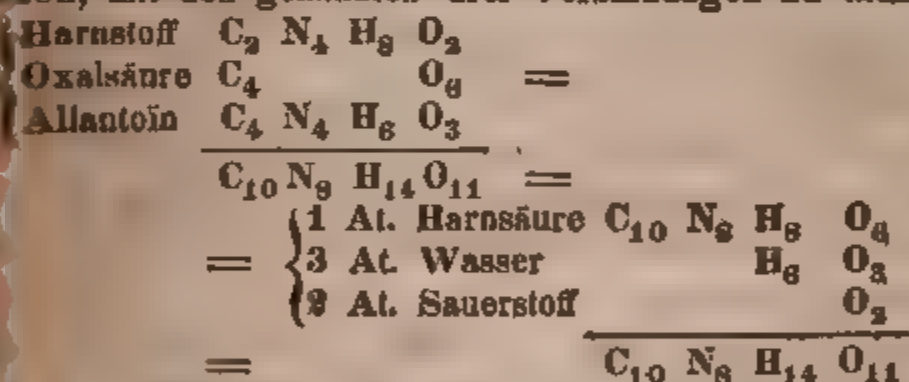 Harnstoff C₂ N₄ H₈ O₂
Oxalsäure C₄ O₆ =
Allantoïn C₄ N₄ H₆ O₃
C₁₀ N₈ H₁₄ O₁₁ =
{1 At. Harnsäure C₁₀ N₈ H₈ O₆
= 3 At. Wasser H₆ O₃
2 At. Sauerstoff O₂
= C₁₀ N₈ H₁₄ O₁₁